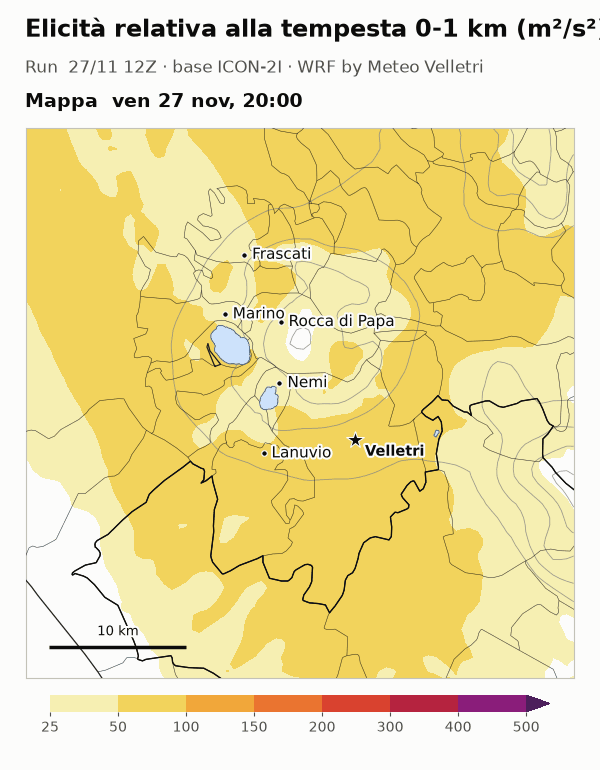 Elicità relativa alla tempesta 0-1 km (m²/s²)
Run 27/11 12Z · base ICON-2I · WRF by Meteo Velletri
Mappa ven 27 nov, 20:00
Frascati
Marino
Rocca di Papa
Nemi
Velletri
Lanuvio
10 km
25 50 100 150 200 300 400 500